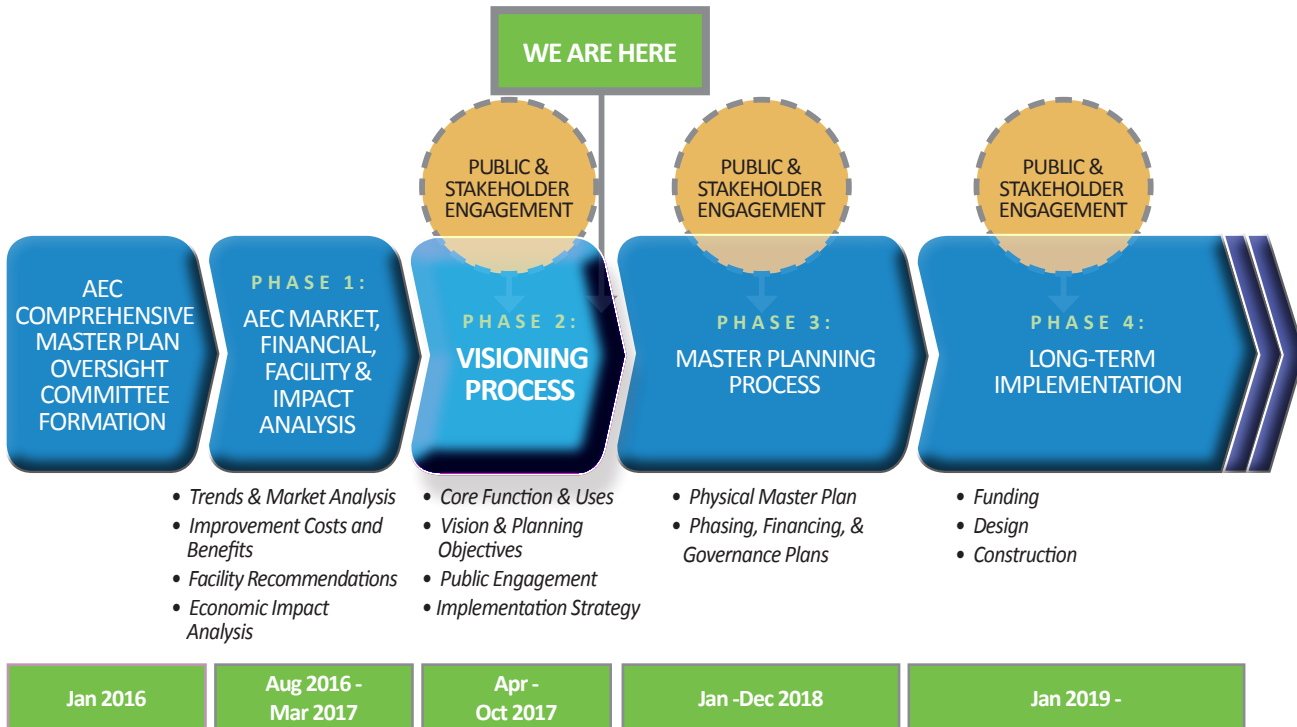 WE ARE HERE
PUBLIC &
STAKEHOLDER
ENGAGEMENT
PUBLIC &
STAKEHOLDER
ENGAGEMENT
PUBLIC &
STAKEHOLDER
ENGAGEMENT
AEC
COMPREHENSIVE
MASTER PLAN
OVERSIGHT
COMMITTEE
FORMATION
PHASE 1:
AEC MARKET,
FINANCIAL,
FACILITY &
IMPACT
ANALYSIS
PHASE 2:
VISIONING
PROCESS
PHASE 3:
MASTER PLANNING
PROCESS
PHASE 4:
LONG-TERM
IMPLEMENTATION
• Trends & Market Analysis
• Improvement Costs and
Benefits
• Facility Recommendations
• Economic Impact
Analysis
• Core Function & Uses
• Vision & Planning
Objectives
• Public Engagement
• Implementation Strategy
• Physical Master Plan
• Phasing, Financing, &
Governance Plans
• Funding
• Design
• Construction
Jan 2016
Aug 2016 -
Mar 2017
Apr -
Oct 2017
Jan -Dec 2018
Jan 2019 -